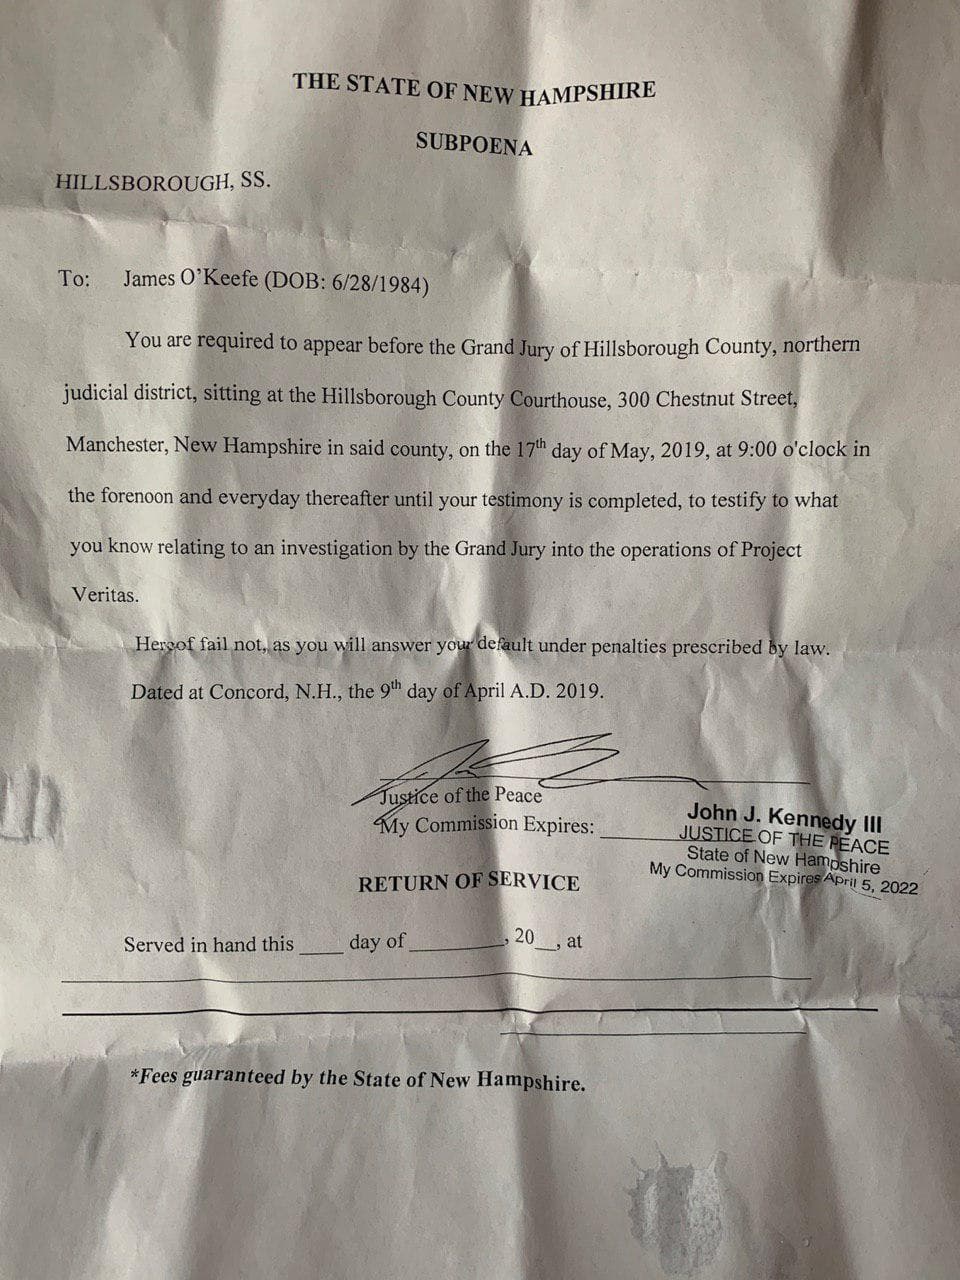 THE STATE OF NEW HAMPSHIRE
SUBPOENA
HILLSBOROUGH, SS.
To: James O'Keefe (DOB: 6/28/1984)
You are required to appear before the Grand Jury of Hillsborough County, northern
judicial district, sitting at the Hillsborough County Courthouse, 300 Chestnut Street,
Manchester, New Hampshire in said county, on the 17th day of May, 2019, at 9:00 o'clock in
the forenoon and everyday thereafter until your testimony is completed, to testify to what
you know relating to an investigation by the Grand Jury into the operations of Project
Veritas.
Hereof fail not, as you will answer your default under penalties prescribed by law.
Dated at Concord, N.H., the 9th day of April A.D. 2019.
Justice of the Peace
My Commission Expires: ______
John J. Kennedy III
JUSTICE OF THE PEACE
State of New Hampshire
My Commission Expires April 5, 2022
RETURN OF SERVICE
Served in hand this ____ day of ________, 20__, at
*Fees guaranteed by the State of New Hampshire.